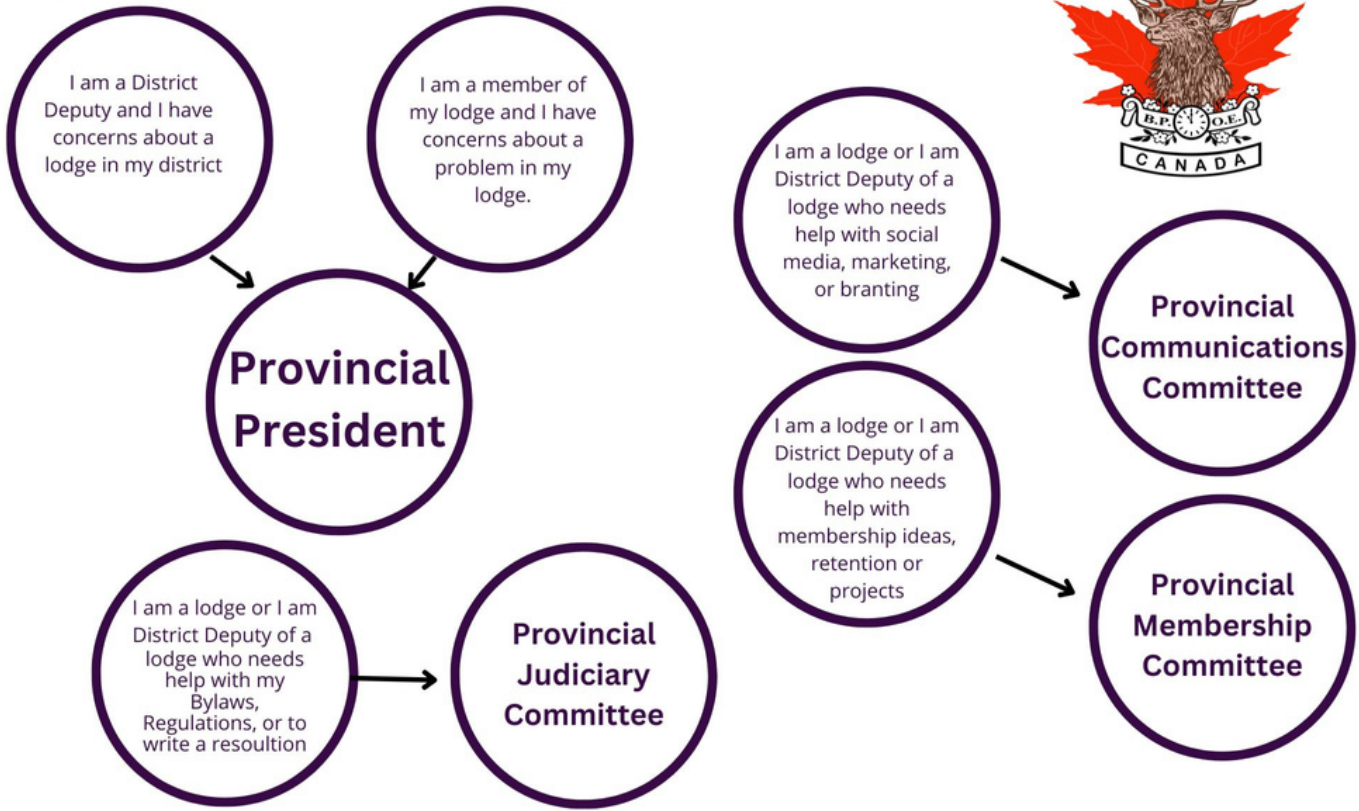 I am a District
Deputy and I have
concerns about a
lodge in my district
I am a member of
my lodge and I have
concerns about a
problem in my
lodge.
Provincial
President
I am a lodge or I am
District Deputy of a
lodge who needs
help with my
Bylaws,
Regulations, or to
write a resoultion
Provincial
Judiciary
Committee
B.P. O.E.
CANADA
I am a lodge or I am
District Deputy of a
lodge who needs
help with social
media, marketing,
or branting
Provincial
Communications
Committee
I am a lodge or I am
District Deputy of a
lodge who needs
help with
membership ideas,
retention or
projects
Provincial
Membership
Committee